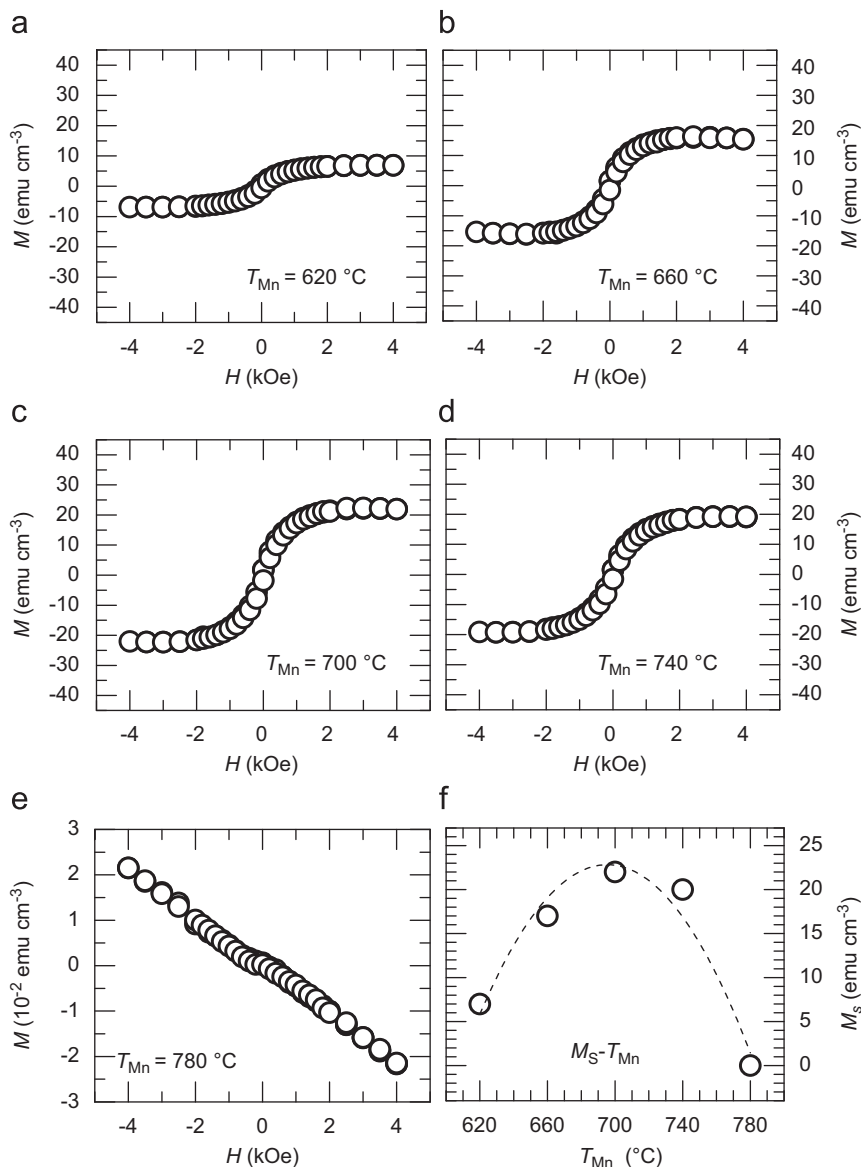 a
b
40
30
20
10
0
-10
-20
-30
-40
M (emu cm-3)
TMn = 620 °C
-4 -2 0 2 4
H (kOe)
40
30
20
10
0
-10
-20
-30
-40
M (emu cm-3)
TMn = 660 °C
-4 -2 0 2 4
H (kOe)
c
d
40
30
20
10
0
-10
-20
-30
-40
M (emu cm-3)
TMn = 700 °C
-4 -2 0 2 4
H (kOe)
40
30
20
10
0
-10
-20
-30
-40
M (emu cm-3)
TMn = 740 °C
-4 -2 0 2 4
H (kOe)
e
f
3
2
1
0
-1
-2
-3
M (10-2 emu cm-3)
TMn = 780 °C
-4 -2 0 2 4
H (kOe)
25
20
15
10
5
0
Ms (emu cm-3)
MS-TMn
620 660 700 740 780
TMn (°C)